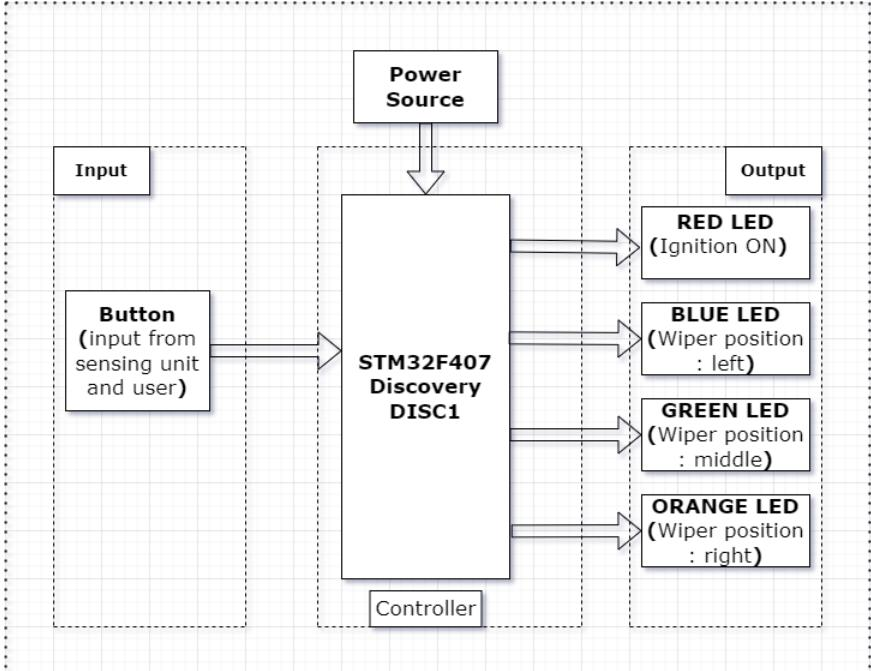 Power
Source
Input
Button
(input from
sensing unit
and user)
STM32F407
Discovery
DISC1
Controller
Output
RED LED
(Ignition ON)
BLUE LED
(Wiper position
: left)
GREEN LED
(Wiper position
: middle)
ORANGE LED
(Wiper position
: right)